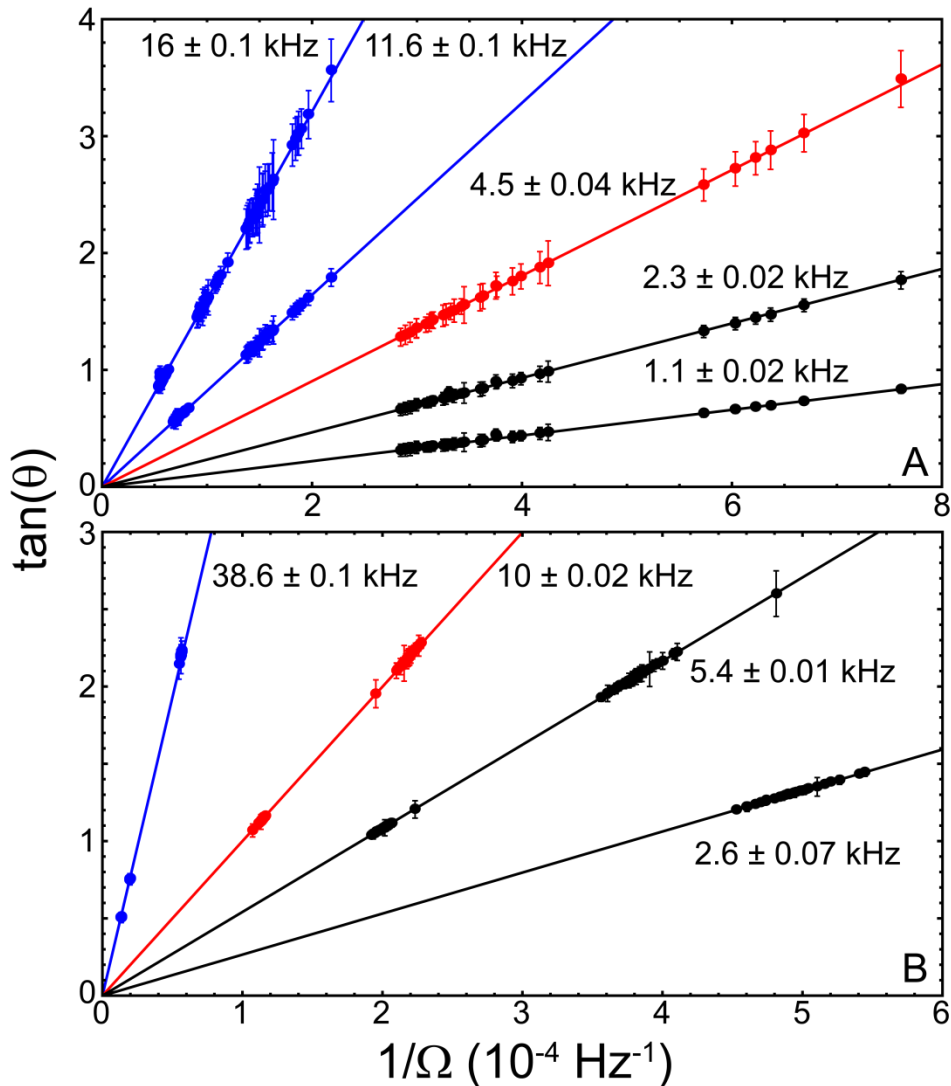 4
16 ± 0.1 kHz
11.6 ± 0.1 kHz
3
4.5 ± 0.04 kHz
2
2.3 ± 0.02 kHz
1
1.1 ± 0.02 kHz
A
0
0 2 4 6 8
tan(θ)
3
38.6 ± 0.1 kHz
10 ± 0.02 kHz
2
5.4 ± 0.01 kHz
1
2.6 ± 0.07 kHz
B
0
0 1 2 3 4 5 6
1/Ω (10⁻⁴ Hz⁻¹)